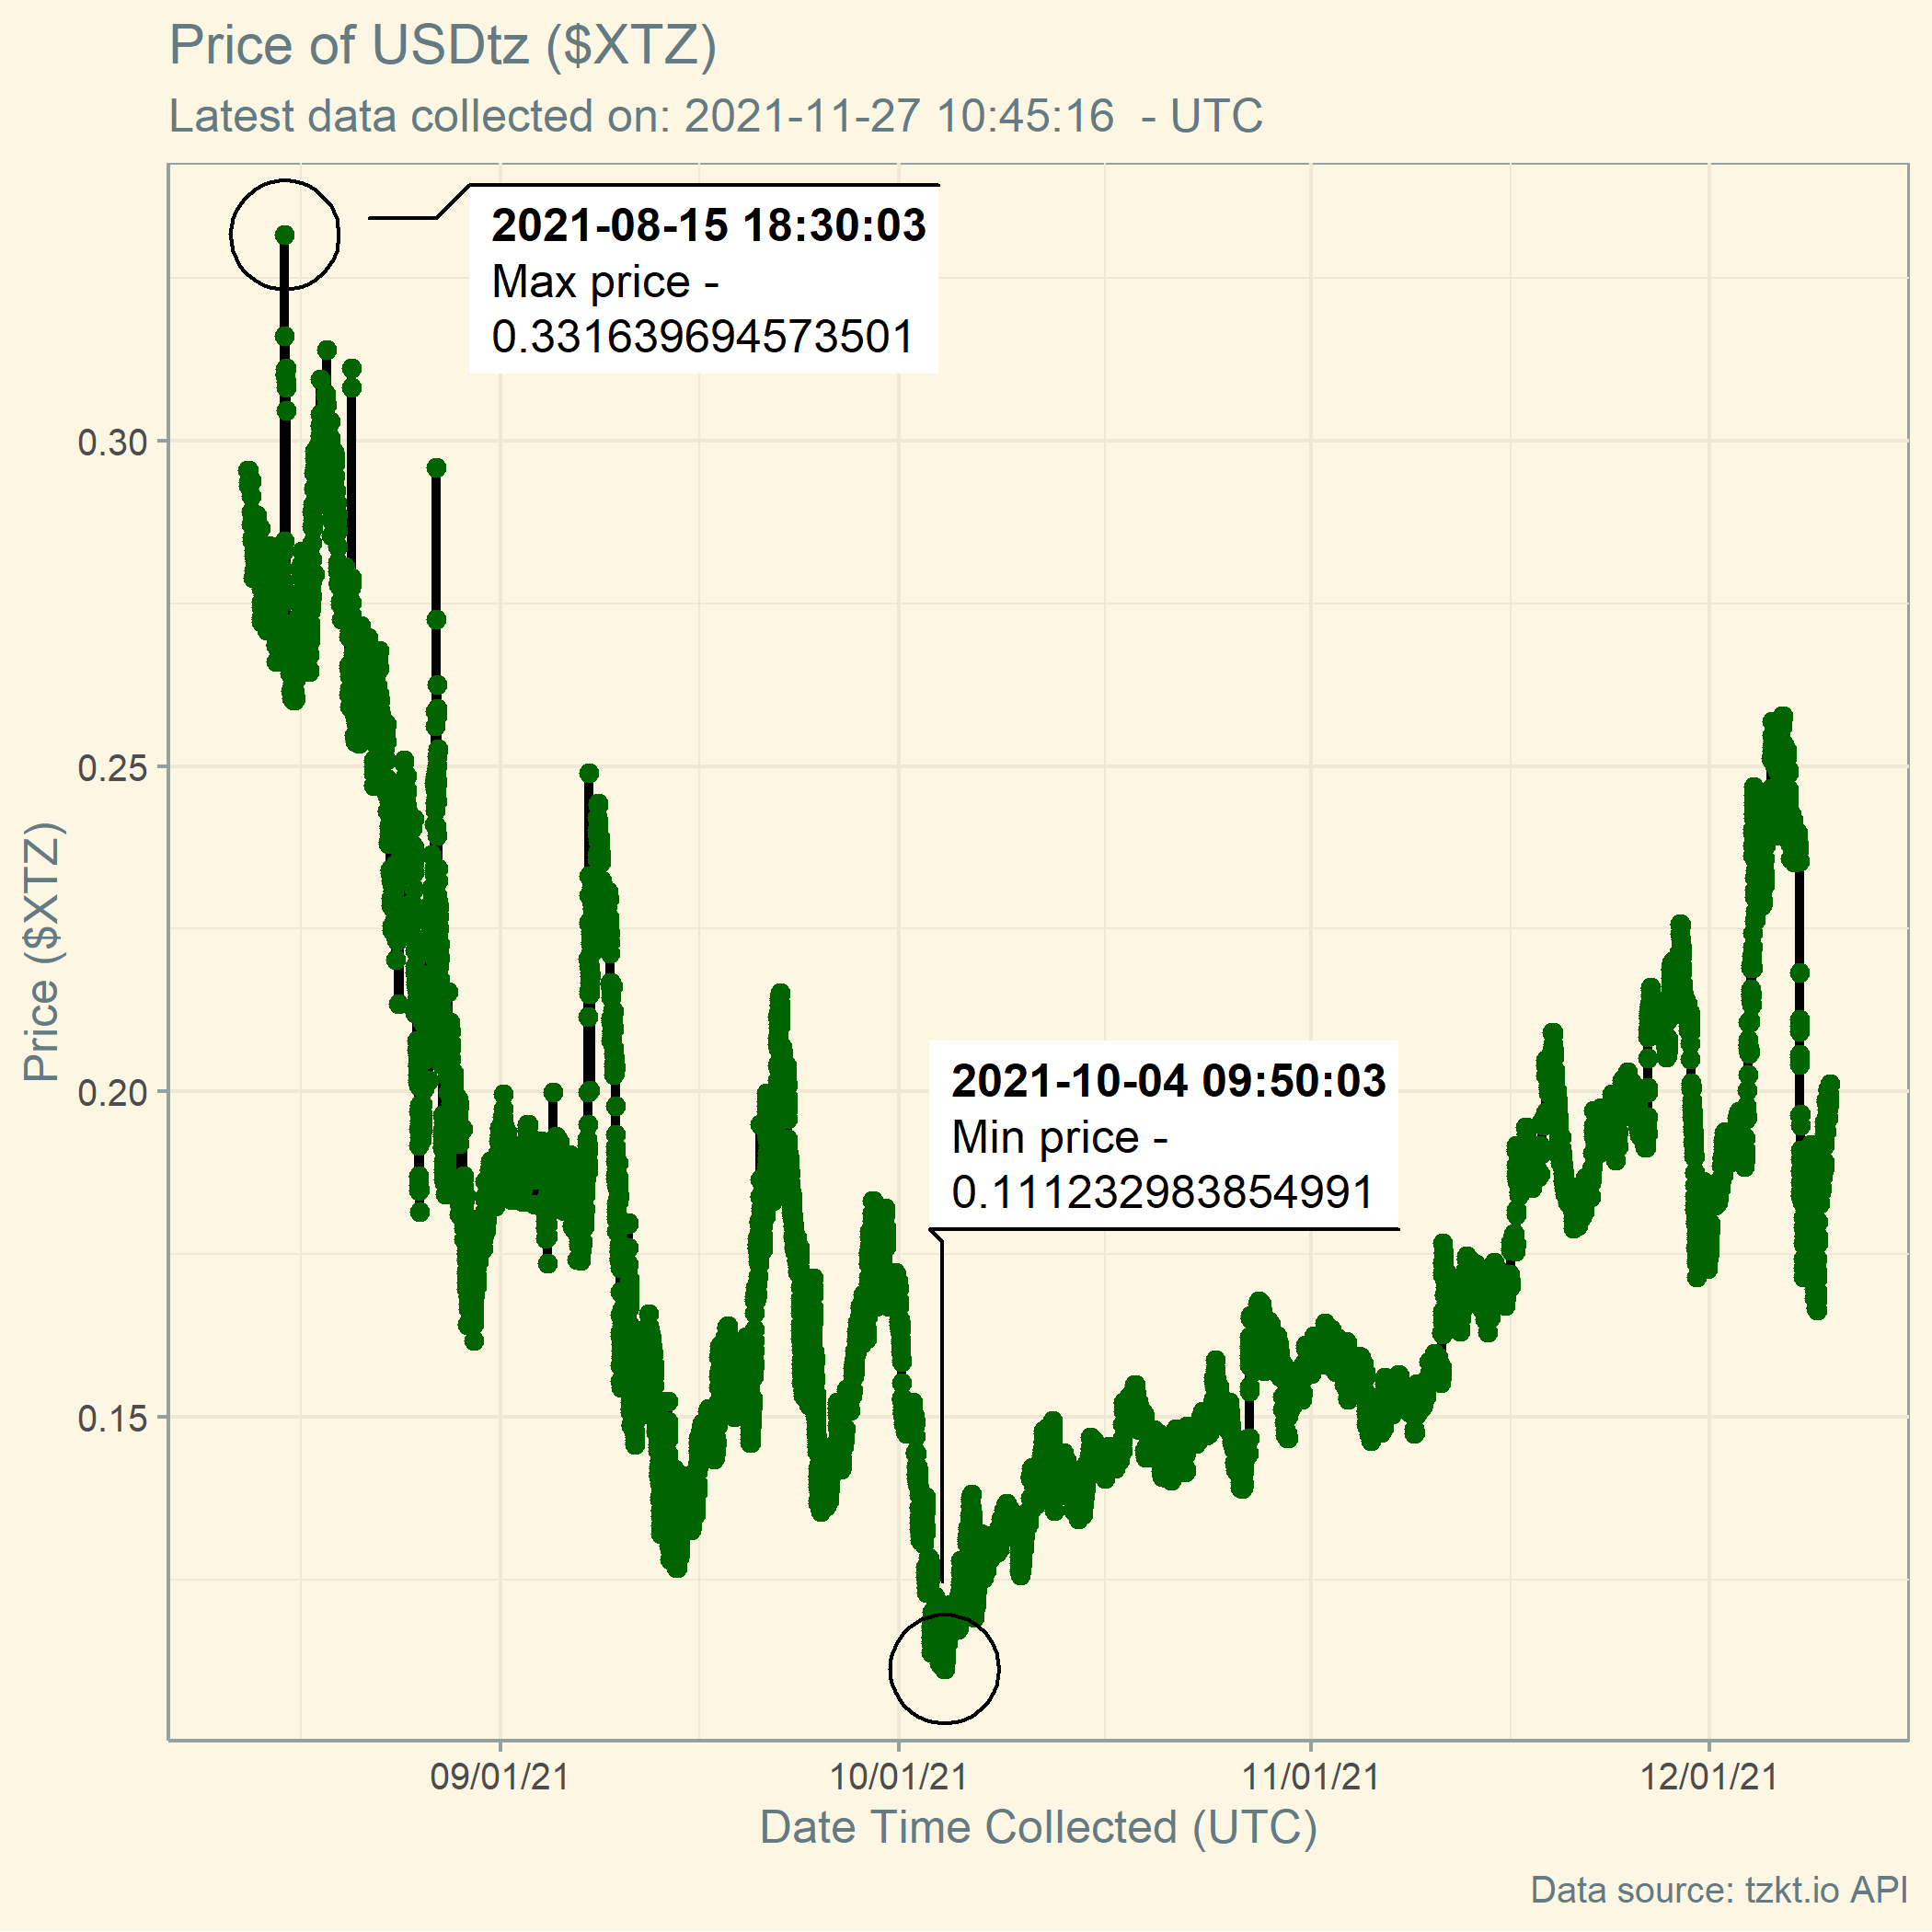 Price of USDtz ($XTZ)
Latest data collected on: 2021-11-27 10:45:16  - UTC
2021-08-15 18:30:03
Max price -
0.331639694573501
0.30
0.25
0.20
0.15
Price ($XTZ)
2021-10-04 09:50:03
Min price -
0.111232983854991
09/01/21
10/01/21
11/01/21
12/01/21
Date Time Collected (UTC)
Data source: tzkt.io API